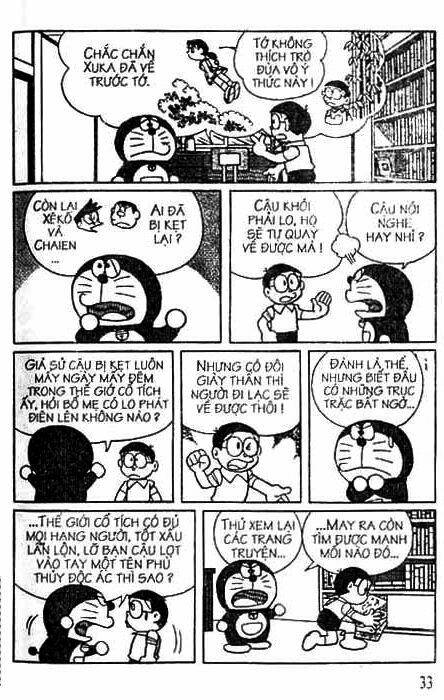 CHẮC CHẮN
XUKA ĐÃ VỀ
TRƯỚC TỚ.
TỚ KHÔNG
THÍCH TRÒ
ĐÙA VÔ Ý
THỨC NÀY !
CÒN LẠI
XÊKÔ
VÀ
CHAIEN
...
AI ĐÃ
BỊ KẸT
LẠI ?
CẬU KHỎI
PHẢI LO, HỌ
SẼ TỰ QUAY
VỀ ĐƯỢC MÀ !
CẬU NÓI
NGHE
HAY NHỈ ?
GIẢ SỬ CẬU BỊ KẸT LUÔN
MẤY NGÀY MẤY ĐÊM
TRONG THẾ GIỚI CỔ TÍCH
ẤY, HỎI BỐ MẸ CÓ LO PHÁT
ĐIÊN LÊN KHÔNG NÀO ?
NHƯNG CÓ ĐÔI
GIÀY THẦN THÌ
NGƯỜI ĐI LẠC SẼ
VỀ ĐƯỢC THÔI !
ĐÀNH LÀ THẾ,
NHƯNG BIẾT ĐÂU
CÓ NHỮNG TRỤC
TRẶC BẤT NGỜ...
...THẾ GIỚI CỔ TÍCH CÓ ĐỦ
MỌI HẠNG NGƯỜI, TỐT XẤU
LẪN LỘN, LỠ BẠN CẬU LỌT
VÀO TAY MỘT TÊN PHÙ
THỦY ĐỘC ÁC THÌ SAO ?
THỬ XEM LẠI
CÁC TRANG
TRUYỆN...
...MAY RA CÒN
TÌM ĐƯỢC MANH
MỐI NÀO ĐÓ...
33